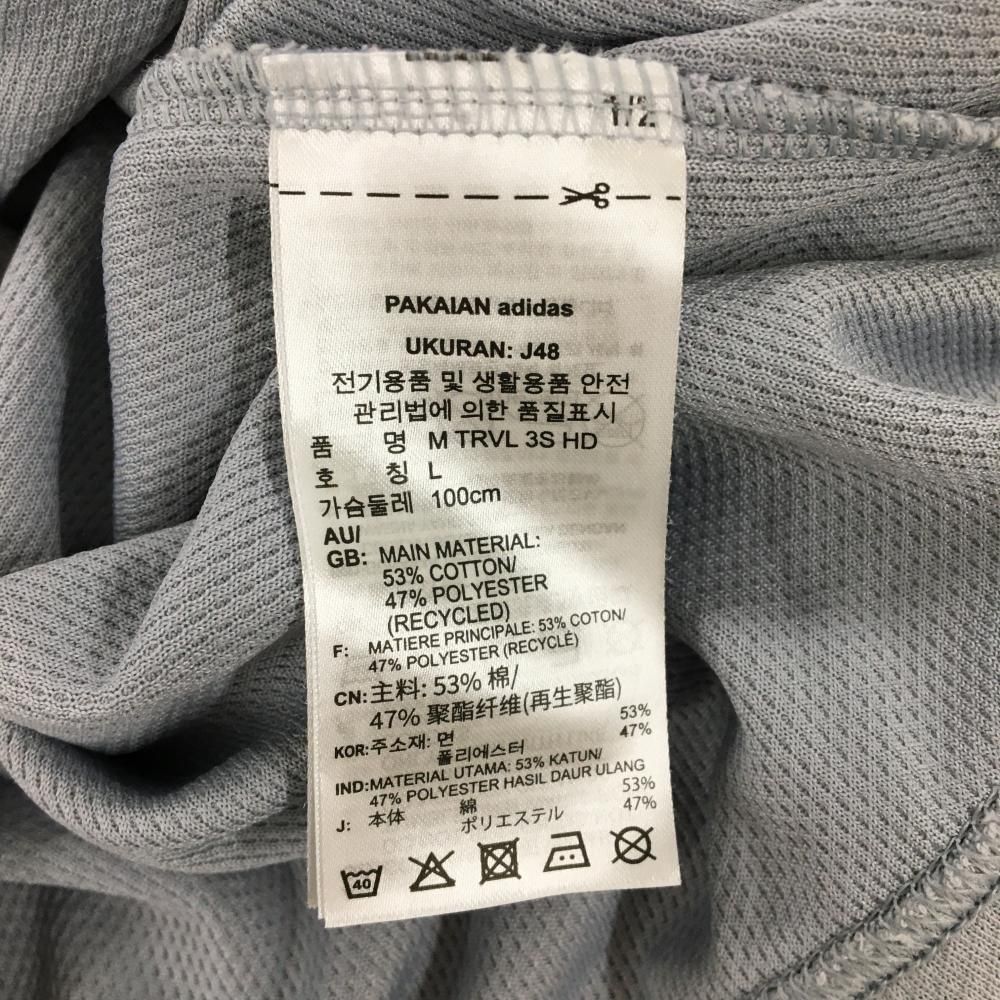 1/2
PAKAIAN adidas
UKURAN: J48
전기용품 및 생활용품 안전
관리법에 의한 품질표시
품 명 M TRVL 3S HD
호 칭 L
가슴둘레 100cm
AU/
GB: MAIN MATERIAL:
53% COTTON/
47% POLYESTER
(RECYCLED)
F: MATIERE PRINCIPALE: 53% COTON/
47% POLYESTER (RECYCLÉ)
CN: 主料: 53% 棉/
47% 聚酯纤维(再生聚酯)
KOR: 주소재: 면 53%
폴리에스터 47%
IND: MATERIAL UTAMA: 53% KATUN/
47% POLYESTER HASIL DAUR ULANG
J: 本体 綿 53%
ポリエステル 47%
40